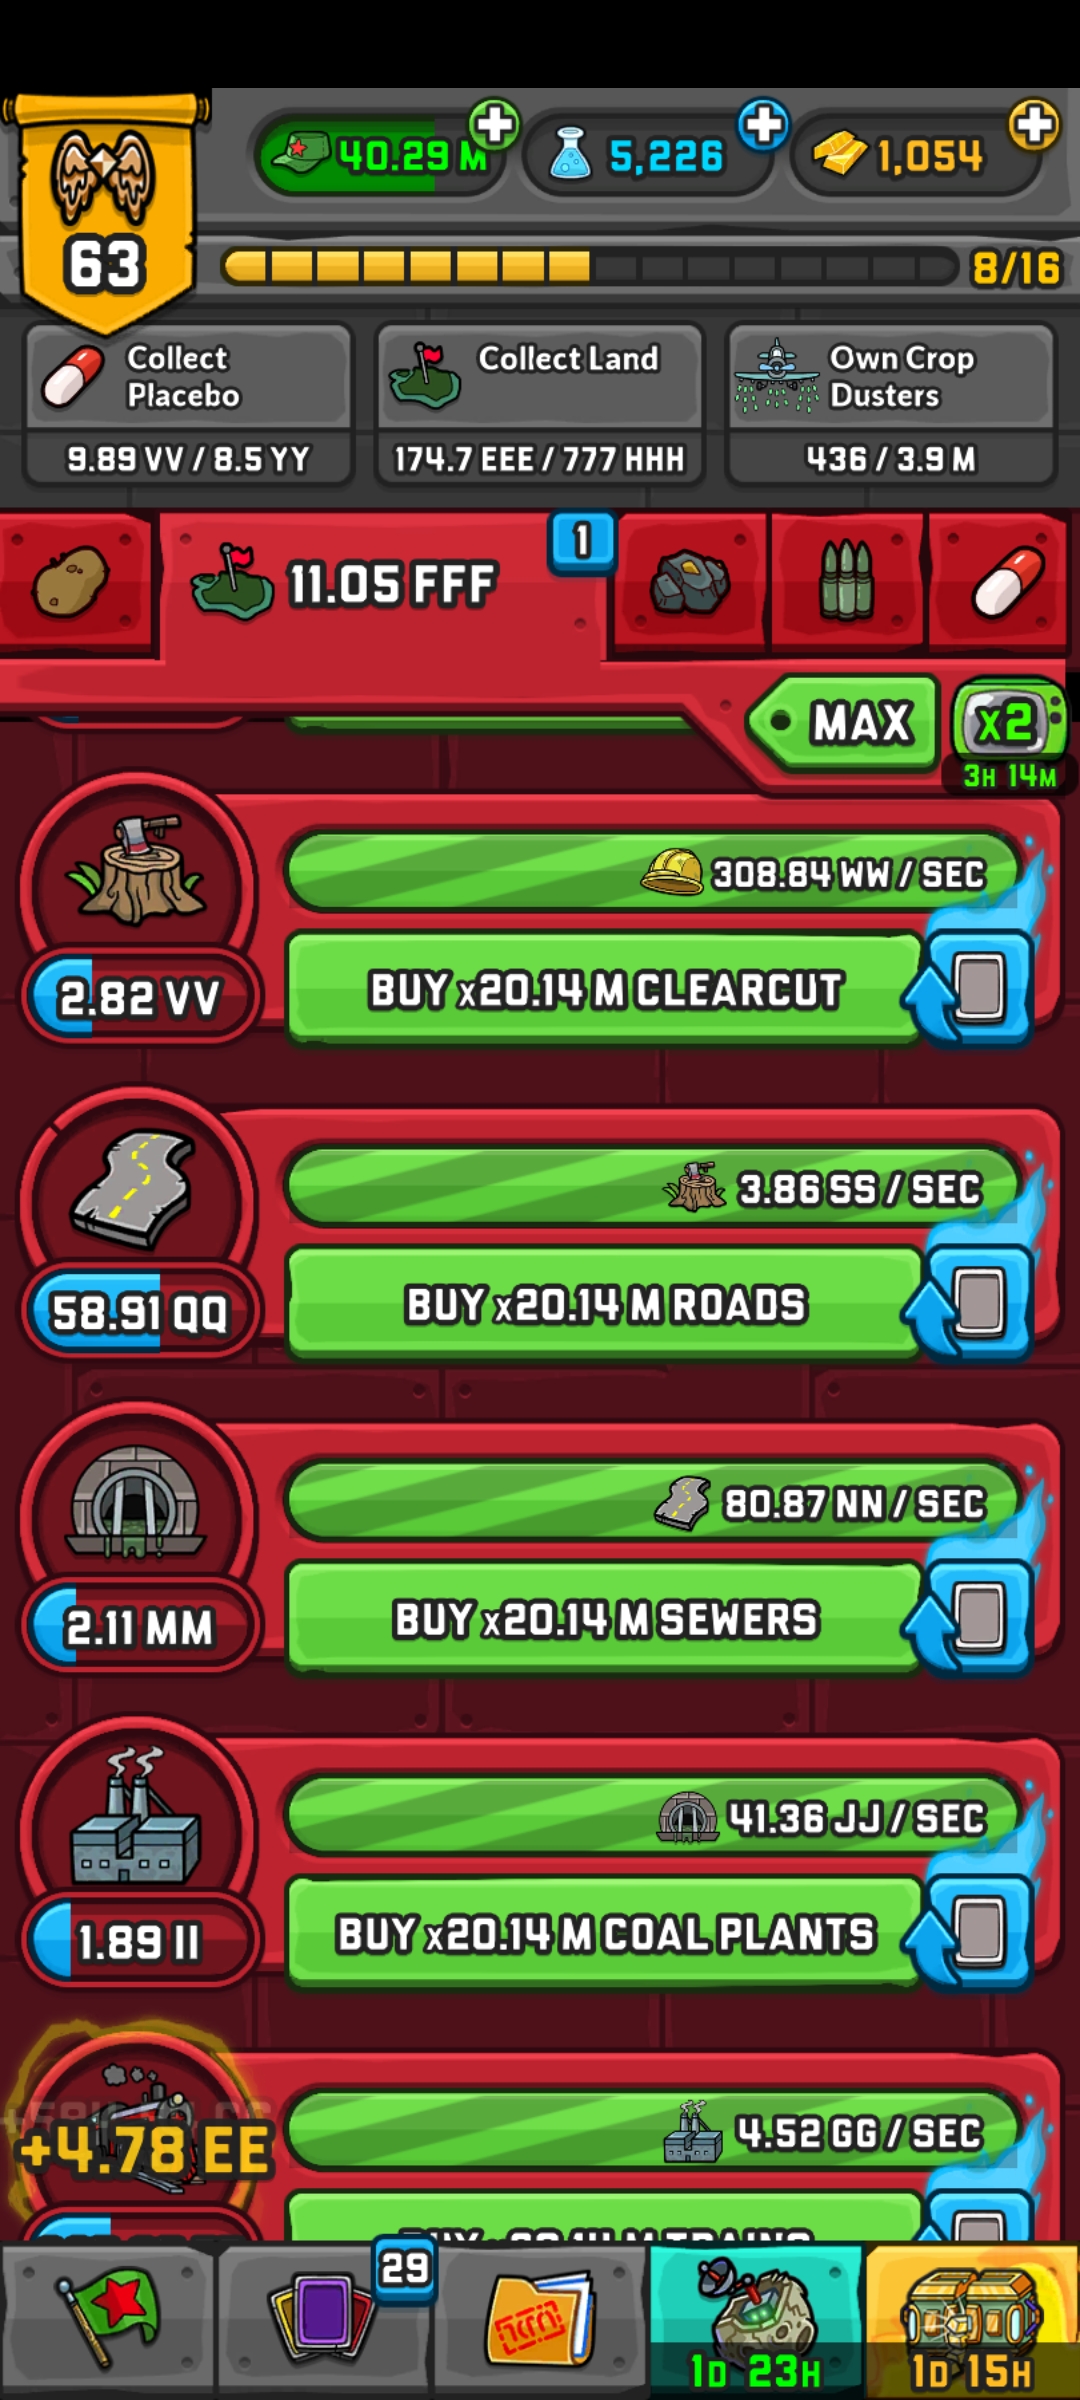 40.29 M
5,226
1,054
63
8/16
Collect
Placebo
9.89 VV / 8.5 YY
Collect Land
174.7 EEE / 777 HHH
Own Crop
Dusters
436 / 3.9 M
11.05 FFF
1
MAX
x2
3H 14M
308.84 WW / SEC
2.82 VV
BUY x20.14 M CLEARCUT
3.86 SS / SEC
58.91 QQ
BUY x20.14 M ROADS
80.87 NN / SEC
2.11 MM
BUY x20.14 M SEWERS
41.36 JJ / SEC
1.89 II
BUY x20.14 M COAL PLANTS
4.52 GG / SEC
+4.78 EE
BUY x20.14 M TRAINS
29
1D 23H
1D 15H